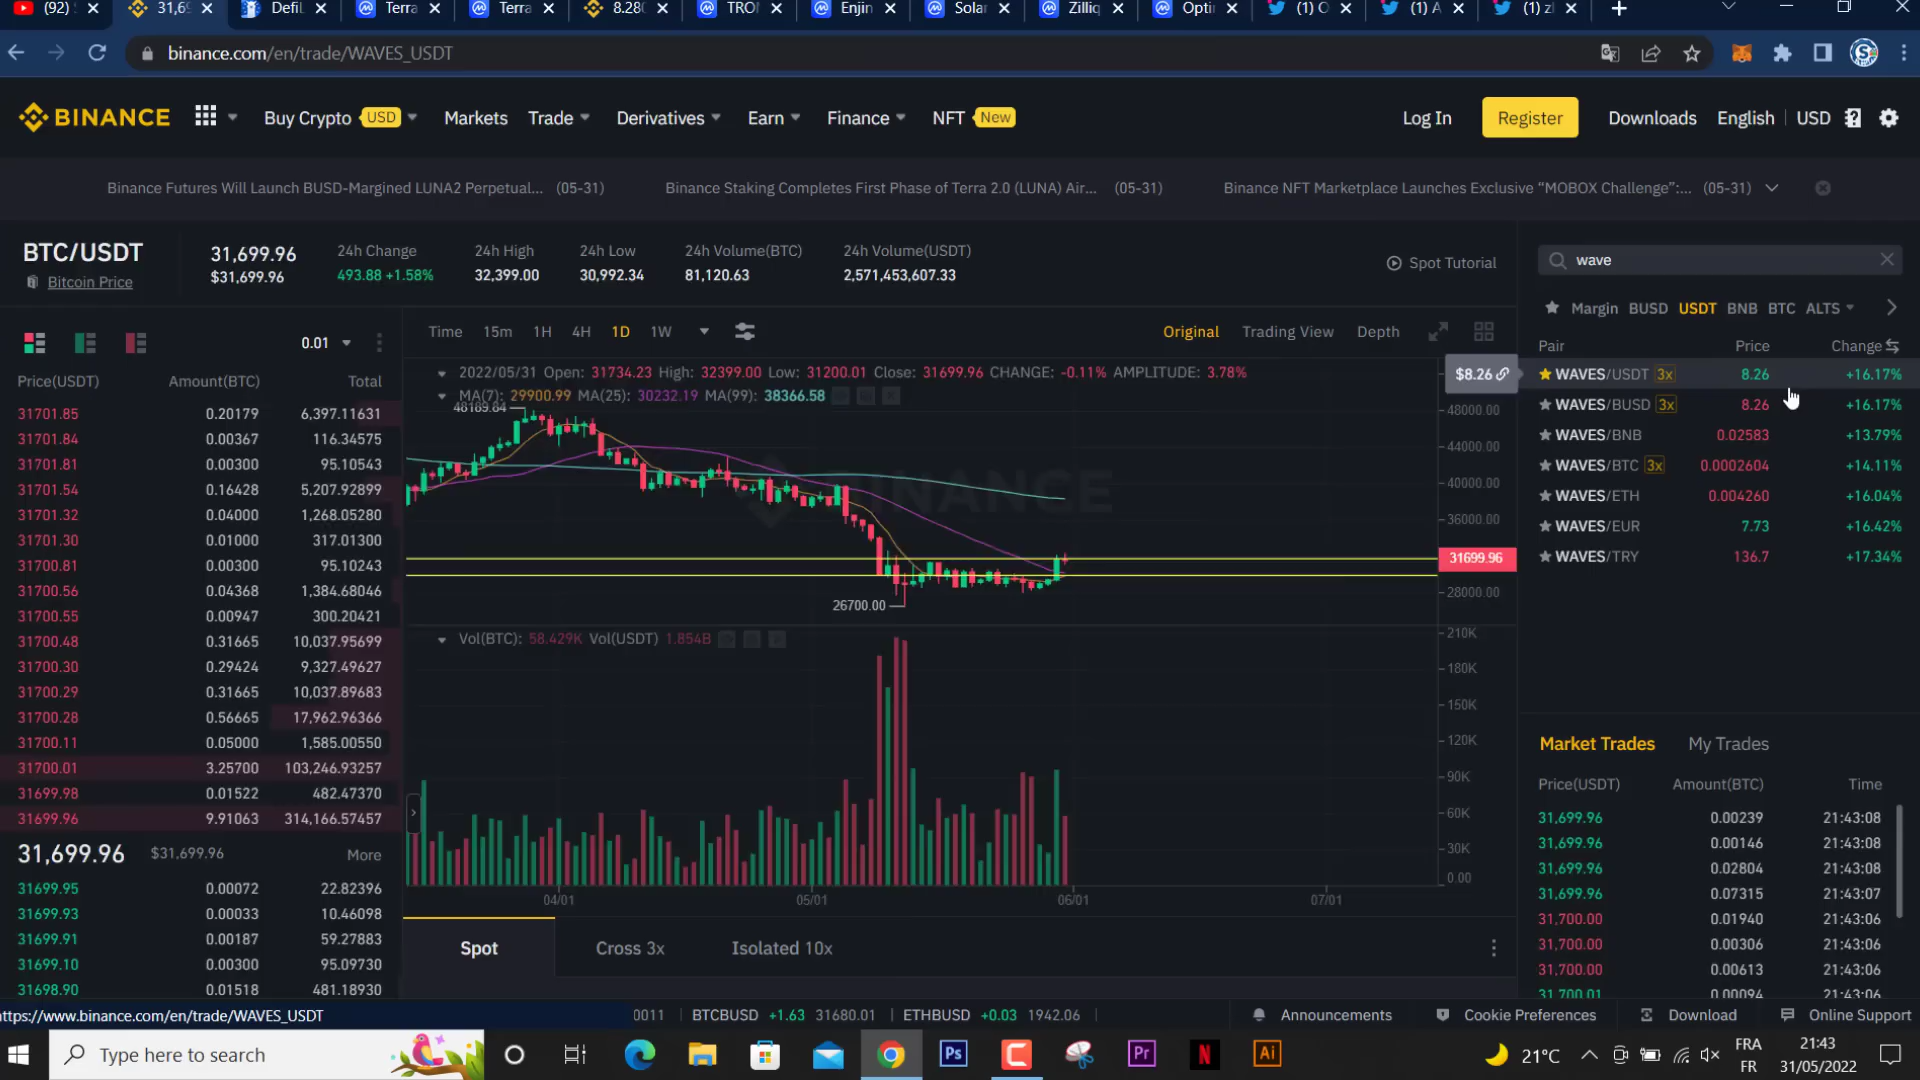 (92)
31,6
Defil
Terra
Terra
8.280
TRO
Enjin
Solar
Zilliq
Opti
(1) O
(1) A
(1) zl
binance.com/en/trade/WAVES_USDT
BINANCE Buy Crypto USD Markets Trade Derivatives Earn Finance NFT New Log In Register Downloads English USD
Binance Futures Will Launch BUSD-Margined LUNA2 Perpetual... (05-31)
Binance Staking Completes First Phase of Terra 2.0 (LUNA) Air... (05-31)
Binance NFT Marketplace Launches Exclusive “MOBOX Challenge”:... (05-31)
BTC/USDT
Bitcoin Price
31,699.96
$31,699.96
24h Change
493.88 +1.58%
24h High
32,399.00
24h Low
30,992.34
24h Volume(BTC)
81,120.63
24h Volume(USDT)
2,571,453,607.33
Spot Tutorial
0.01
Price(USDT) Amount(BTC) Total
31701.85 0.20179 6,397.11631
31701.84 0.00367 116.34575
31701.81 0.00300 95.10543
31701.54 0.16428 5,207.92899
31701.32 0.04000 1,268.05280
31701.30 0.01000 317.01300
31700.81 0.00300 95.10243
31700.56 0.04368 1,384.68046
31700.55 0.00947 300.20421
31700.48 0.31665 10,037.95699
31700.30 0.29424 9,327.49627
31700.29 0.31665 10,037.89683
31700.28 0.56665 17,962.96366
31700.11 0.05000 1,585.00550
31700.01 3.25700 103,246.93257
31699.98 0.01522 482.47370
31699.96 9.91063 314,166.57457
31,699.96 $31,699.96 More
31699.95 0.00072 22.82396
31699.93 0.00033 10.46098
31699.91 0.00187 59.27883
31699.10 0.00300 95.09730
31698.90 0.01518 481.18930
Time 15m 1H 4H 1D 1W
Original Trading View Depth
2022/05/31 Open: 31734.23 High: 32399.00 Low: 31200.01 Close: 31699.96 CHANGE: -0.11% AMPLITUDE: 3.78%
MA(7): 29900.99 MA(25): 30232.19 MA(99): 38366.58
48189.84
BINANCE
26700.00
48000.00
44000.00
40000.00
36000.00
31699.96
28000.00
Vol(BTC): 58.429K Vol(USDT) 1.854B
210K
180K
150K
120K
90K
60K
30K
0.00
04/01 05/01 06/01 07/01
Spot Cross 3x Isolated 10x
wave
Margin BUSD USDT BNB BTC ALTS
Pair Price Change
$8.26
WAVES/USDT 3x 8.26 +16.17%
WAVES/BUSD 3x 8.26 +16.17%
WAVES/BNB 0.02583 +13.79%
WAVES/BTC 3x 0.0002604 +14.11%
WAVES/ETH 0.004260 +16.04%
WAVES/EUR 7.73 +16.42%
WAVES/TRY 136.7 +17.34%
Market Trades My Trades
Price(USDT) Amount(BTC) Time
31,699.96 0.00239 21:43:08
31,699.96 0.00146 21:43:08
31,699.96 0.02804 21:43:08
31,699.96 0.07315 21:43:07
31,700.00 0.01940 21:43:06
31,700.00 0.00306 21:43:06
31,700.00 0.00613 21:43:06
31,700.01 0.00094 21:43:06
ttps://www.binance.com/en/trade/WAVES_USDT
0011 BTCBUSD +1.63 31680.01 ETHBUSD +0.03 1942.06
Announcements Cookie Preferences Download Online Support
Type here to search
Ps
Pr
N
Ai
21°C
FRA
FR
21:43
31/05/2022